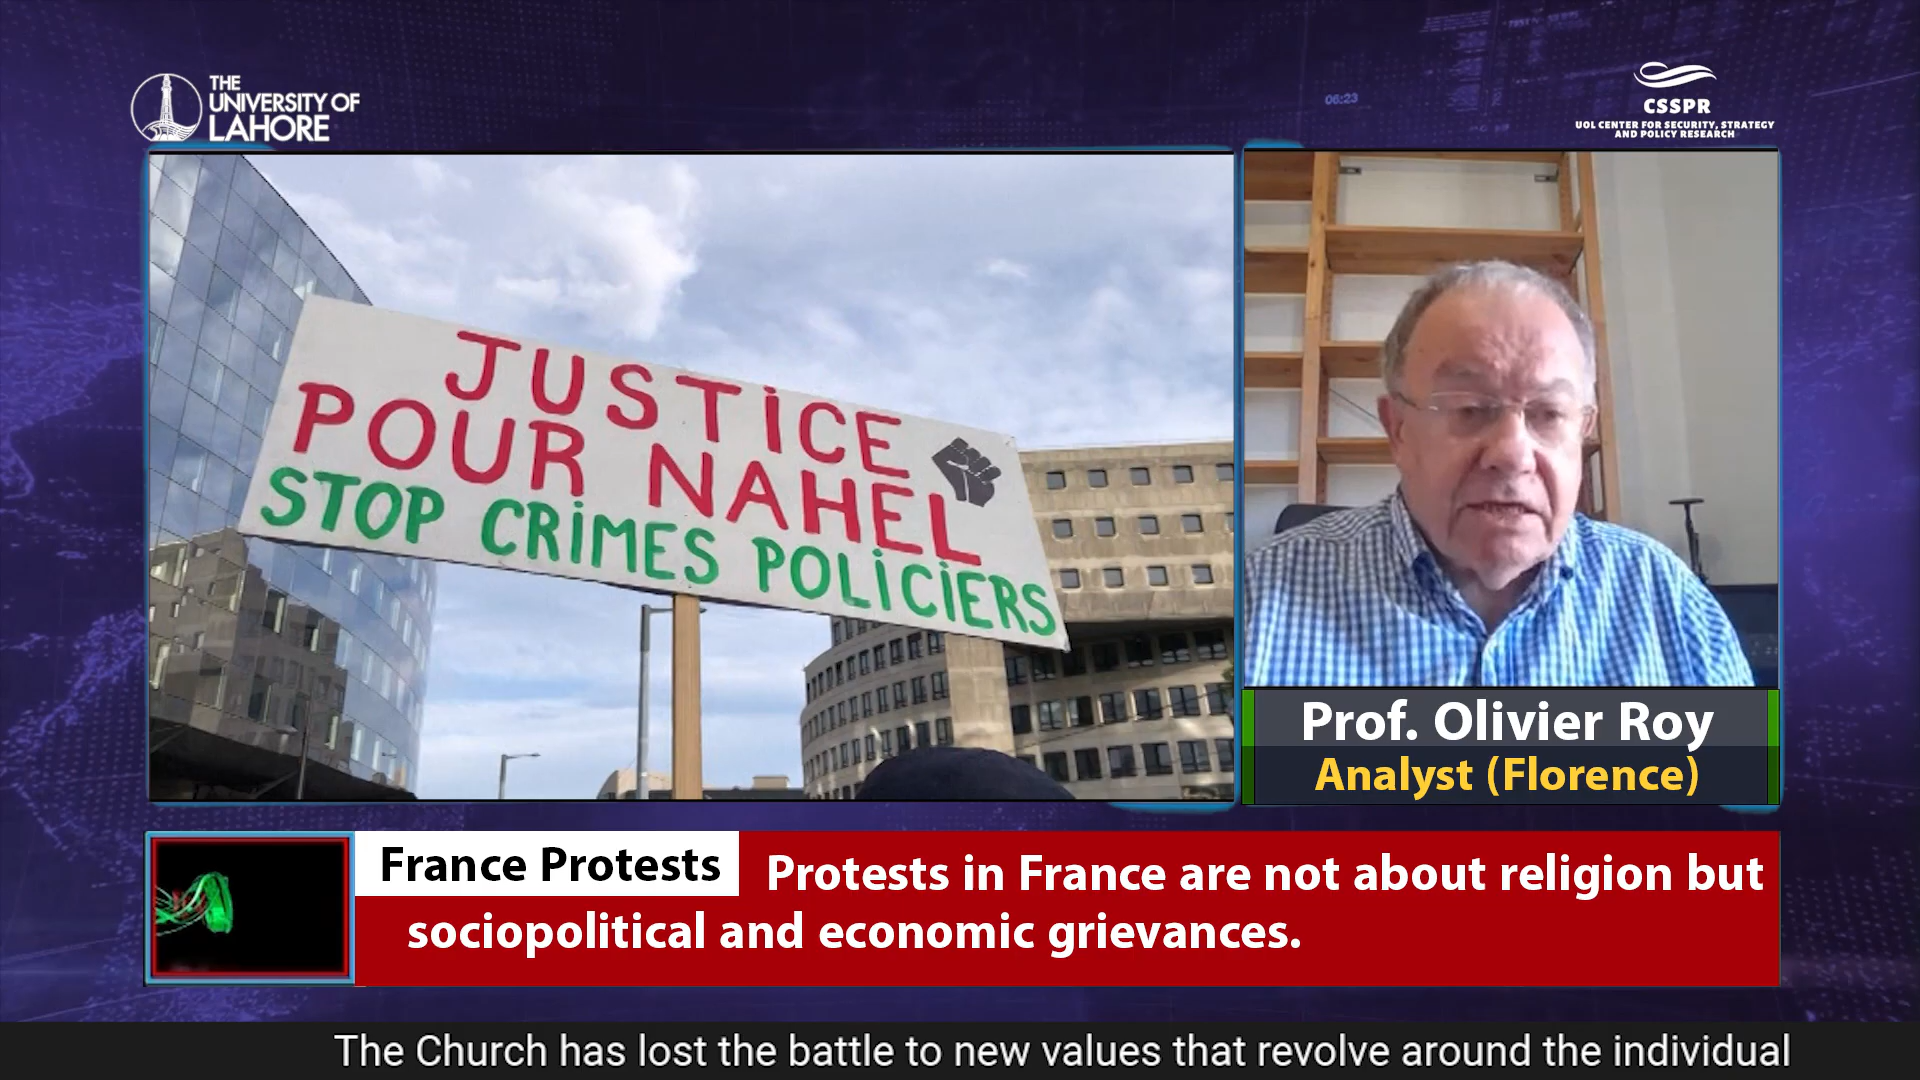 THE
UNIVERSITY OF
LAHORE
06:23
CSSPR
UOL CENTER FOR SECURITY, STRATEGY
AND POLICY RESEARCH
JUSTiCE
POUR NAHEL
STOP CRiMES POLiCiERS
Prof. Olivier Roy
Analyst (Florence)
France Protests
Protests in France are not about religion but
sociopolitical and economic grievances.
The Church has lost the battle to new values that revolve around the individual